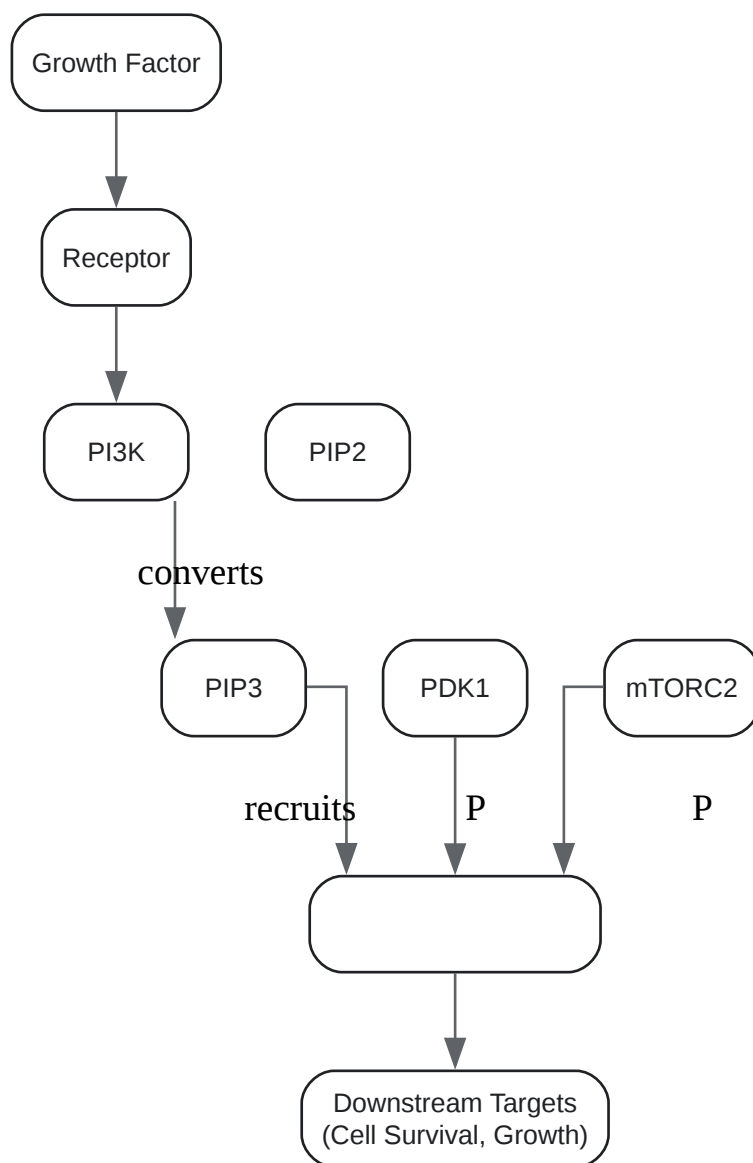 Growth Factor
Receptor
PI3K
PIP2
converts
PIP3
PDK1
mTORC2
recruits
P
P
Downstream Targets
(Cell Survival, Growth)